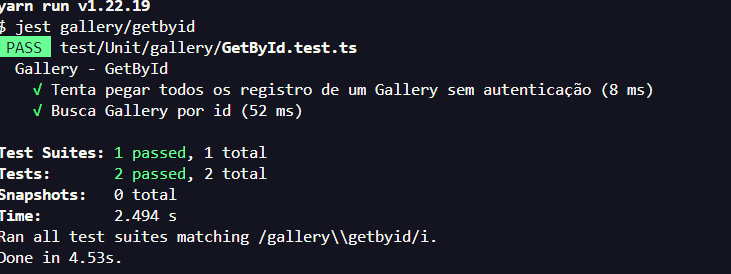 yarn run v1.22.19
$ jest gallery/getbyid
PASS test/Unit/gallery/GetById.test.ts
Gallery - GetById
√ Tenta pegar todos os registro de um Gallery sem autenticação (8 ms)
√ Busca Gallery por id (52 ms)
Test Suites: 1 passed, 1 total
Tests: 2 passed, 2 total
Snapshots: 0 total
Time: 2.494 s
Ran all test suites matching /gallery\\getbyid/i.
Done in 4.53s.